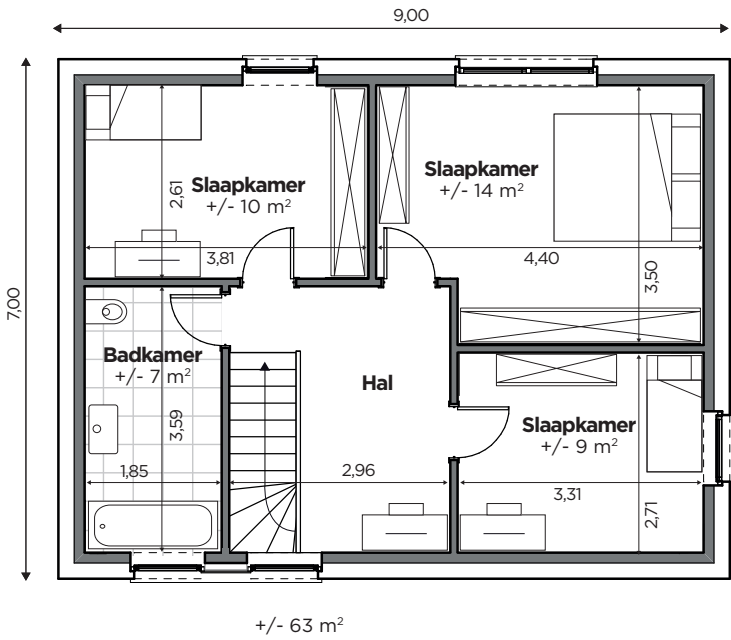 9,00
7,00
Slaapkamer
+/- 10 m²
2,61
3,81
Slaapkamer
+/- 14 m²
4,40
3,50
Badkamer
+/- 7 m²
3,59
1,85
Hal
2,96
Slaapkamer
+/- 9 m²
3,31
2,71
+/- 63 m²